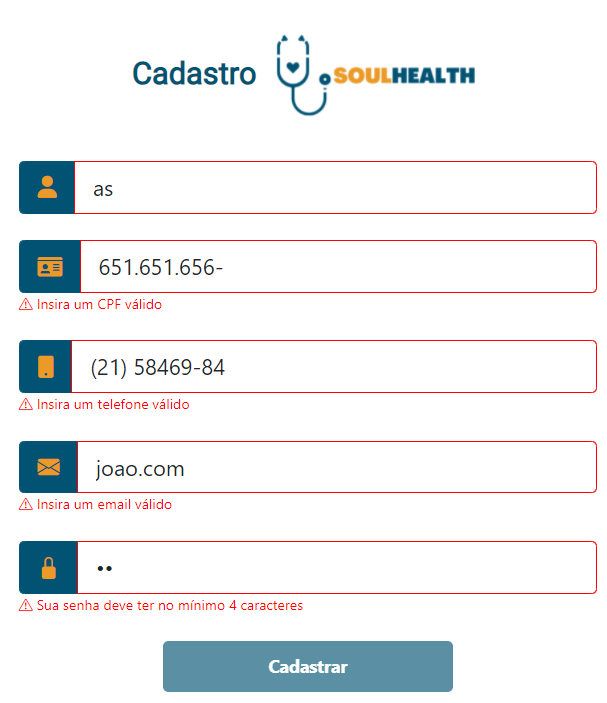 Cadastro SOULHEALTH
as
651.651.656-
⚠ Insira um CPF válido
(21) 58469-84
⚠ Insira um telefone válido
joao.com
⚠ Insira um email válido
••
⚠ Sua senha deve ter no mínimo 4 caracteres
Cadastrar